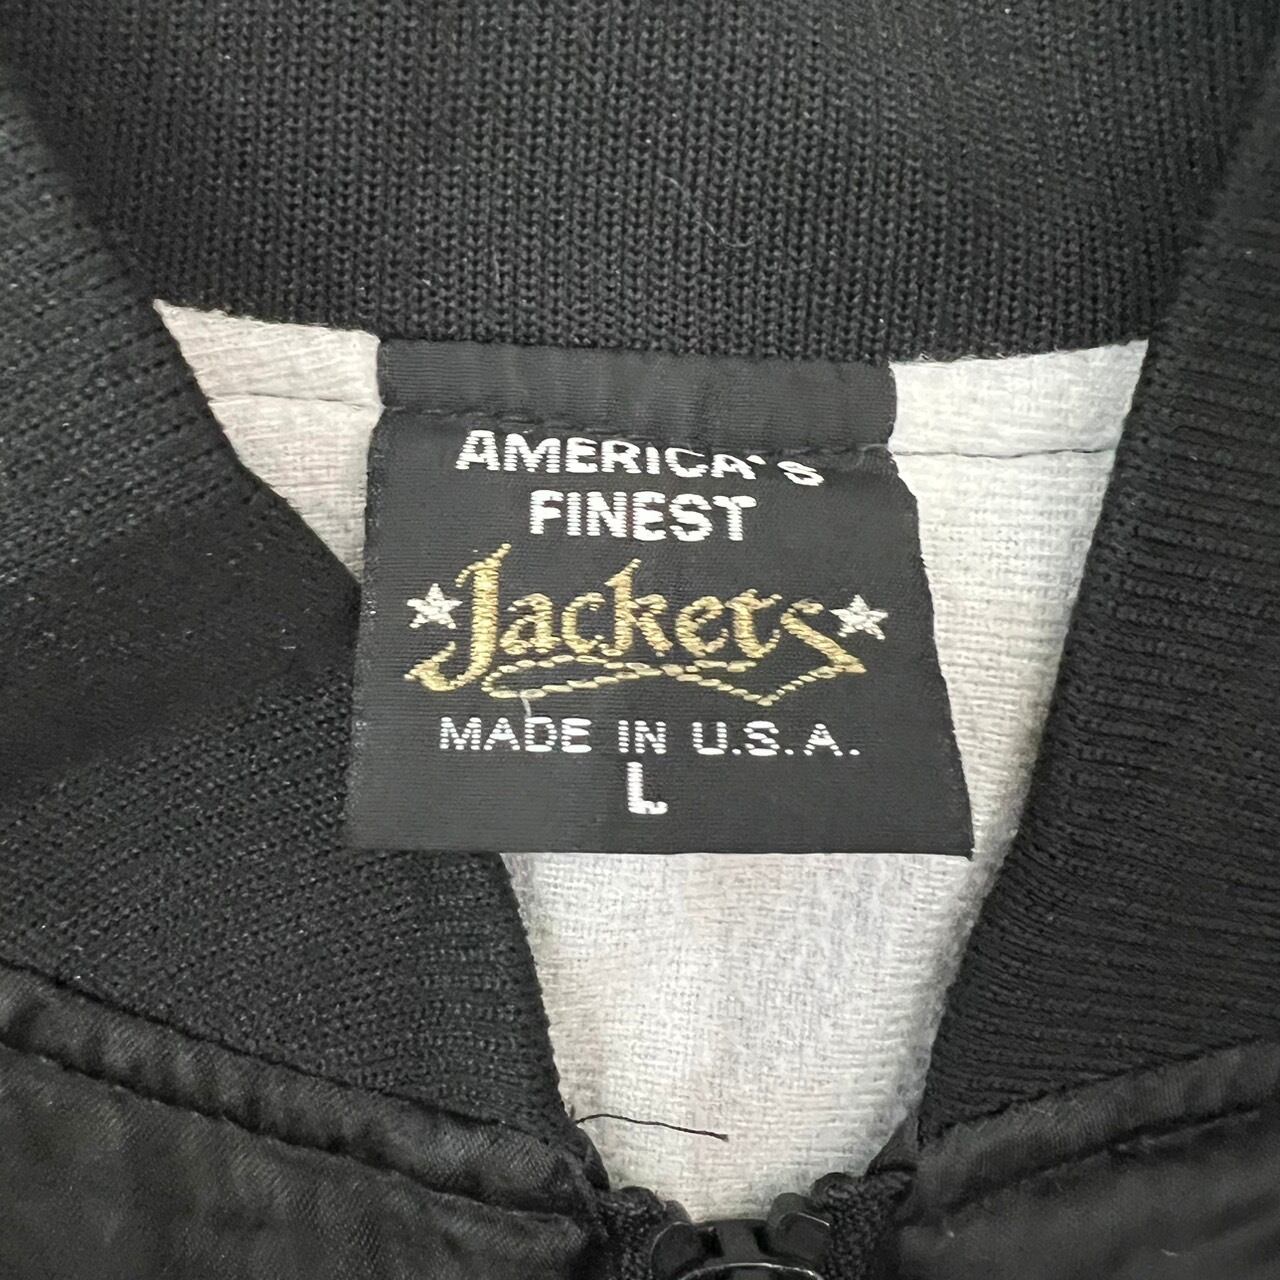 AMERICA'S
FINEST
Jackets
MADE IN U.S.A.
L